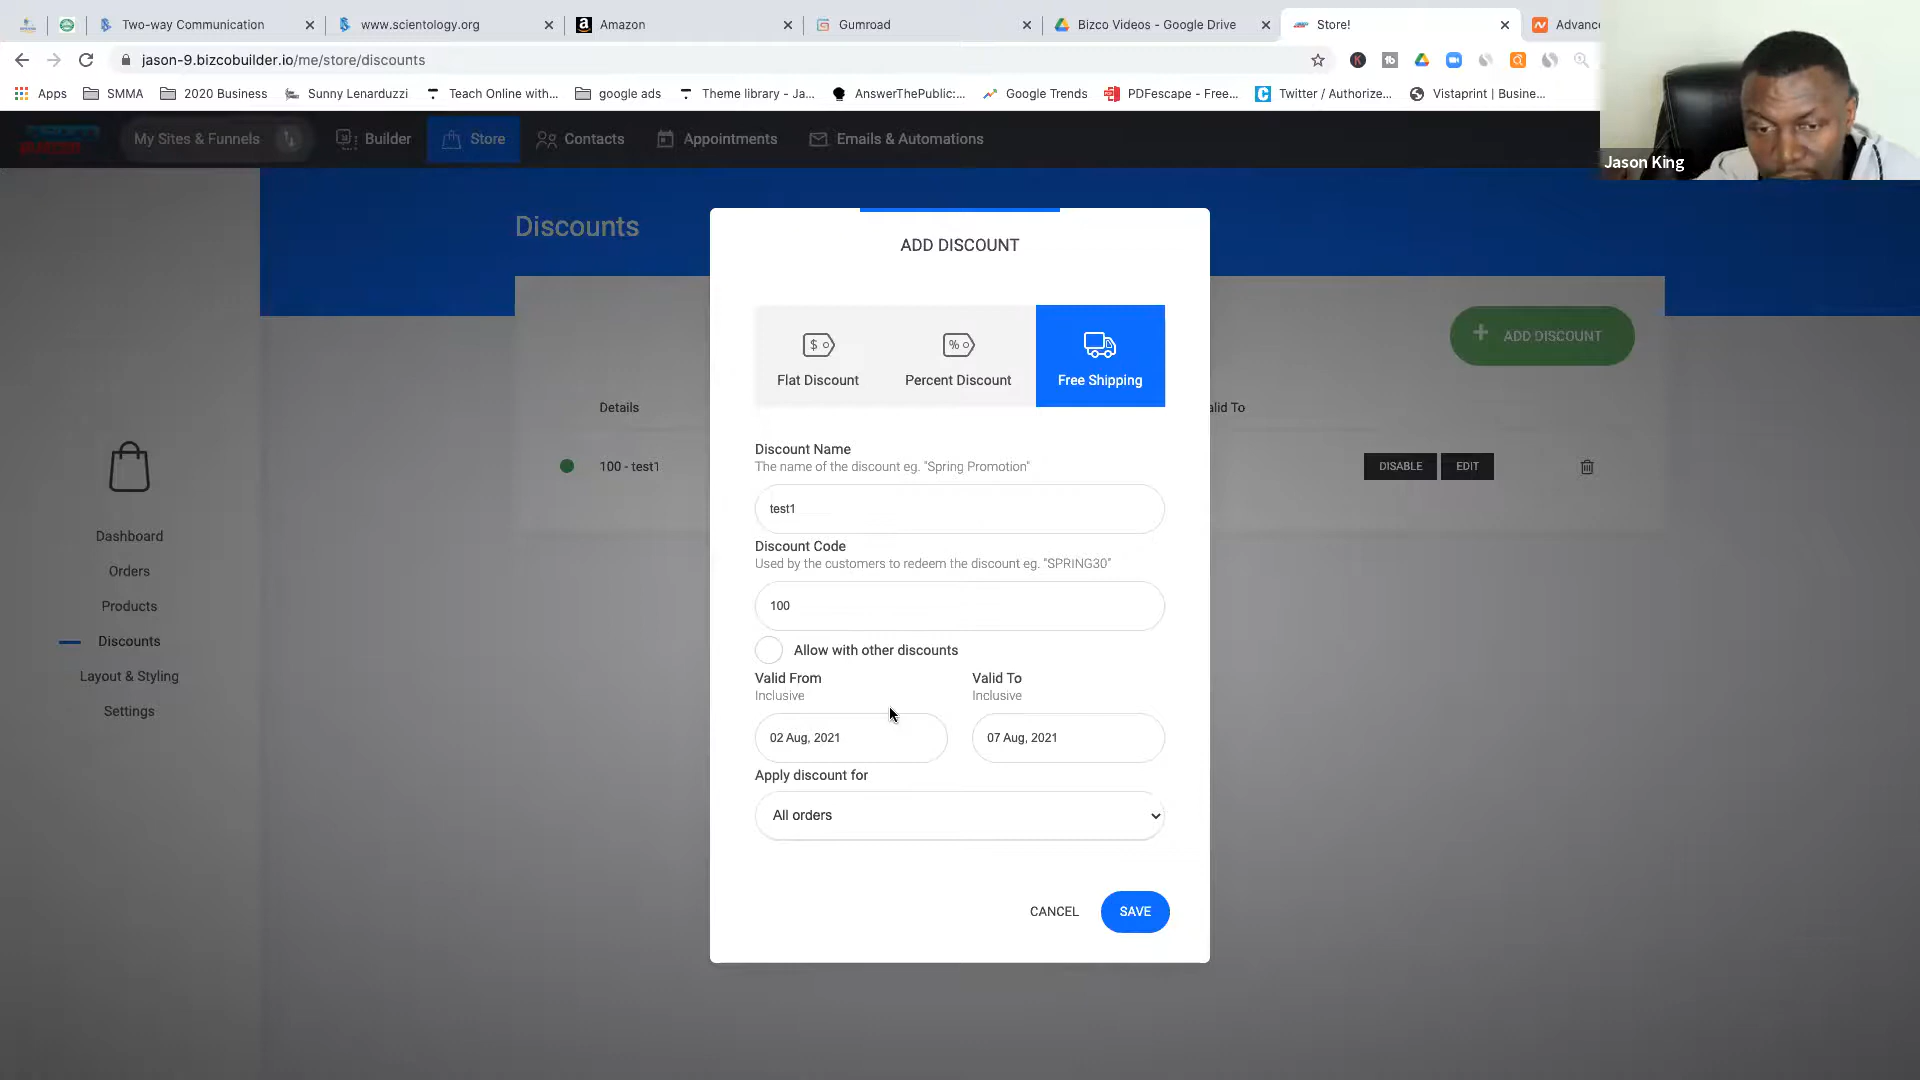 Two-way Communication
www.scientology.org
Amazon
Gumroad
Bizco Videos - Google Drive
Store!
Advanc
jason-9.bizcobuilder.io/me/store/discounts
Apps
SMMA
2020 Business
Sunny Lenarduzzi
Teach Online with...
google ads
Theme library - Ja...
AnswerThePublic:...
Google Trends
PDFescape - Free...
Twitter / Authorize...
Vistaprint | Busine...
My Sites & Funnels
Builder
Store
Contacts
Appointments
Emails & Automations
Jason King
Discounts
ADD DISCOUNT
ADD DISCOUNT
$
%
Flat Discount
Percent Discount
Free Shipping
Details
alid To
100 - test1
DISABLE
EDIT
Dashboard
Orders
Products
Discounts
Layout & Styling
Settings
Discount Name
The name of the discount eg. "Spring Promotion"
test1
Discount Code
Used by the customers to redeem the discount eg. "SPRING30"
100
Allow with other discounts
Valid From
Valid To
Inclusive
Inclusive
02 Aug, 2021
07 Aug, 2021
Apply discount for
All orders
CANCEL
SAVE